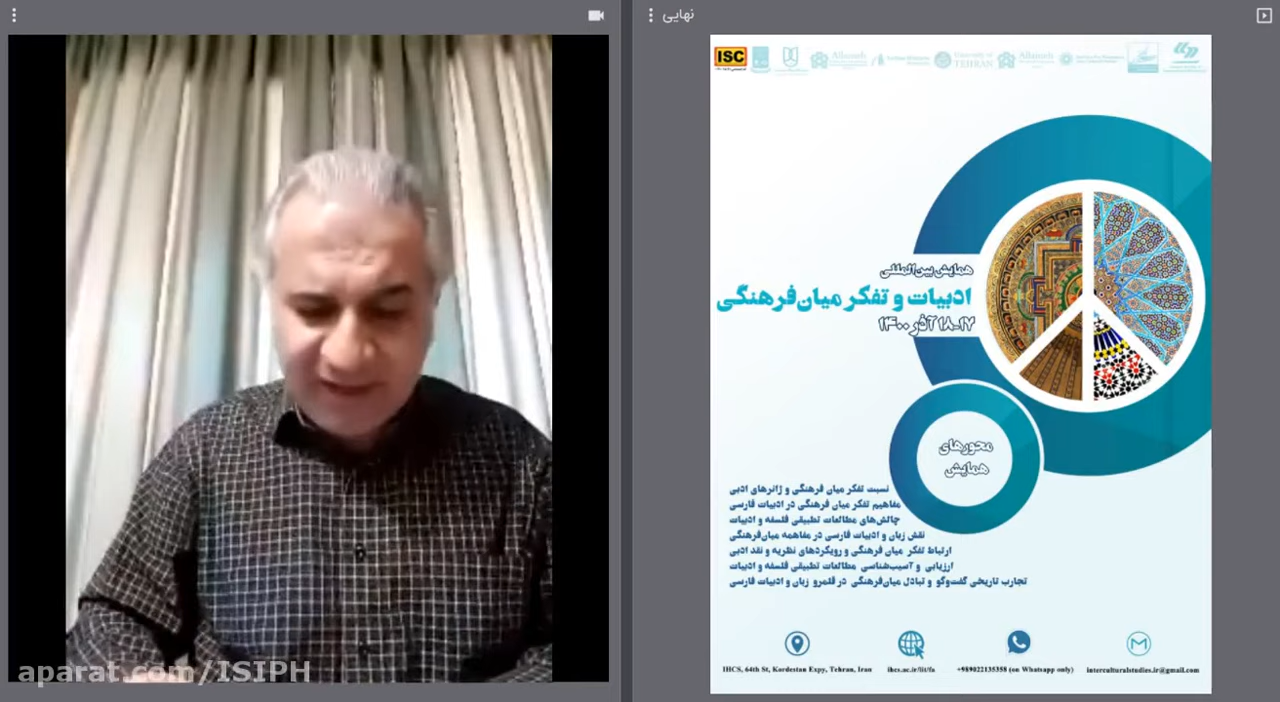 نهایی
ISC
University of
TEHRAN
Allameh
Allameh
همایش بین‌المللی
ادبیات و تفکر میان‌فرهنگی
۱۷-۱۸ آذر ۱۴۰۰
محورهای
همایش
نسبت تفکر میان فرهنگی و ژانرهای ادبی
مفاهیم تفکر میان فرهنگی در ادبیات فارسی
چالش‌های مطالعات تطبیقی فلسفه و ادبیات
نقش زبان و ادبیات فارسی در مفاهمه میان‌فرهنگی
ارتباط تفکر میان فرهنگی و رویکردهای نظریه و نقد ادبی
ارزیابی و آسیب‌شناسی مطالعات تطبیقی فلسفه و ادبیات
تجارب تاریخی گفت‌وگو و تبادل میان‌فرهنگی در قلمرو زبان و ادبیات فارسی
IHCS, 64th St, Kordestan Expy, Tehran, Iran
ihcs.ac.ir/lit/fa
+989022135358 (on Whatsapp only)
interculturalstudies.ir@gmail.com
aparat.com/ISIPH